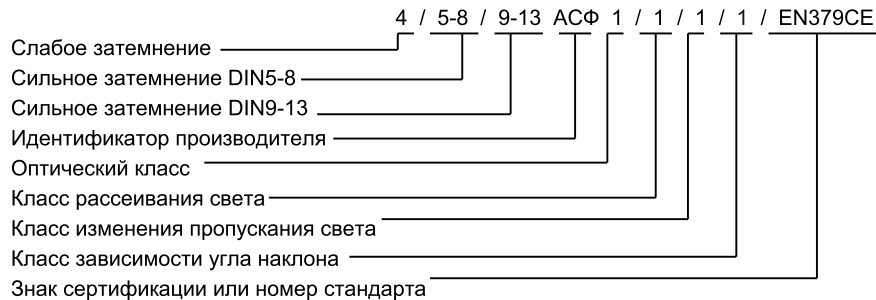 4 / 5-8 / 9-13 АСФ 1 / 1 / 1 / 1 / EN379CE
Слабое затемнение
Сильное затемнение DIN5-8
Сильное затемнение DIN9-13
Идентификатор производителя
Оптический класс
Класс рассеивания света
Класс изменения пропускания света
Класс зависимости угла наклона
Знак сертификации или номер стандарта